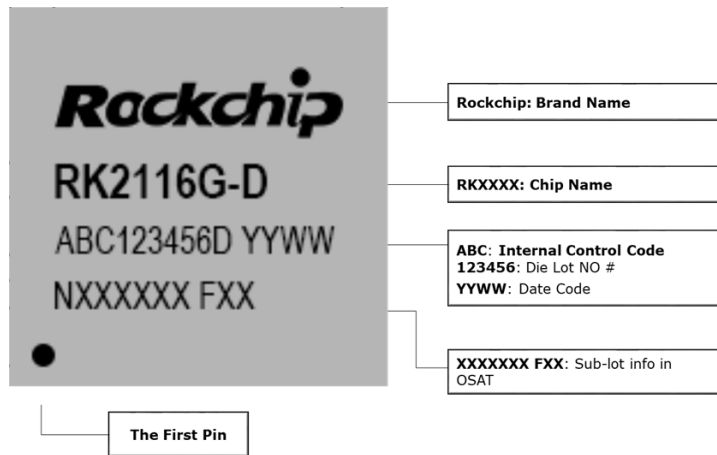 Rockchip
RK2116G-D
ABC123456D YYWW
NXXXXXX FXX
Rockchip: Brand Name
RKXXXX: Chip Name
ABC: Internal Control Code
123456: Die Lot NO #
YYWW: Date Code
XXXXXXX FXX: Sub-lot info in
OSAT
The First Pin